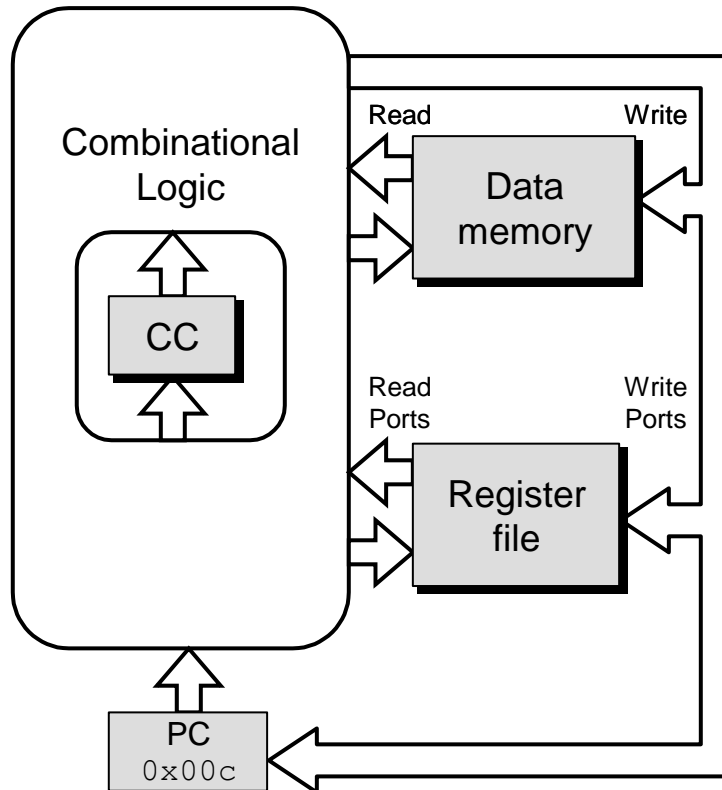 Combinational
Logic
CC
Read
Write
Data
memory
Read
Ports
Write
Ports
Register
file
PC
0x00c